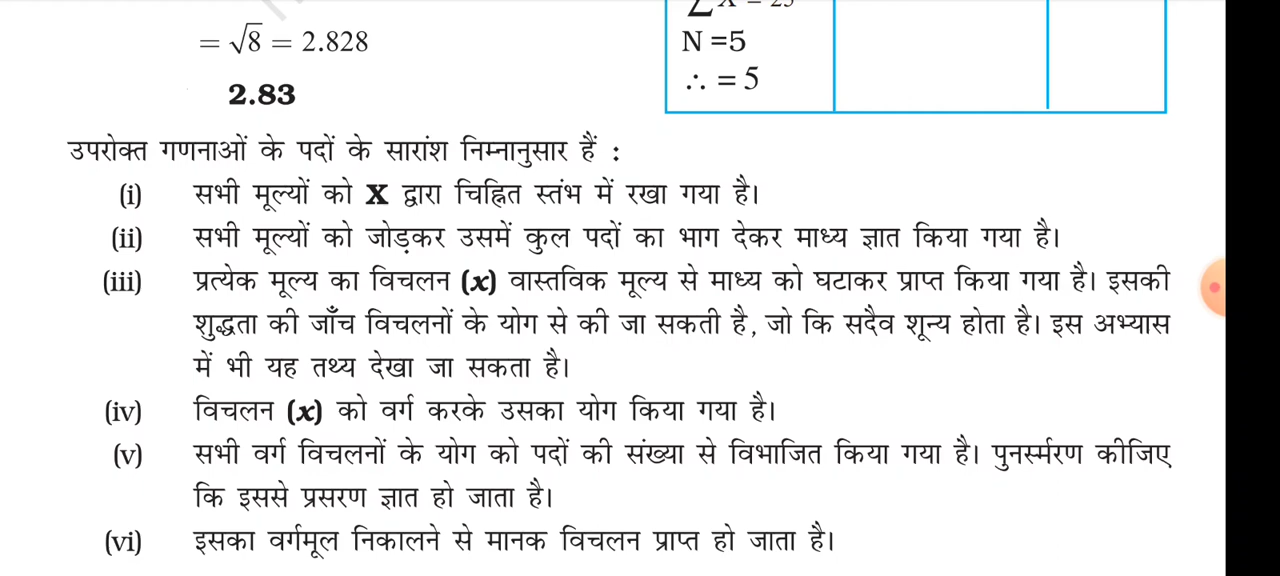 ∑X = 25
= √8 = 2.828
N =5
∴ = 5
2.83
उपरोक्त गणनाओं के पदों के सारांश निम्नानुसार हैं :
(i) सभी मूल्यों को X द्वारा चिह्नित स्तंभ में रखा गया है।
(ii) सभी मूल्यों को जोड़कर उसमें कुल पदों का भाग देकर माध्य ज्ञात किया गया है।
(iii) प्रत्येक मूल्य का विचलन (x) वास्तविक मूल्य से माध्य को घटाकर प्राप्त किया गया है। इसकी
शुद्धता की जाँच विचलनों के योग से की जा सकती है, जो कि सदैव शून्य होता है। इस अभ्यास
में भी यह तथ्य देखा जा सकता है।
(iv) विचलन (x) को वर्ग करके उसका योग किया गया है।
(v) सभी वर्ग विचलनों के योग को पदों की संख्या से विभाजित किया गया है। पुनर्स्मरण कीजिए
कि इससे प्रसरण ज्ञात हो जाता है।
(vi) इसका वर्गमूल निकालने से मानक विचलन प्राप्त हो जाता है।